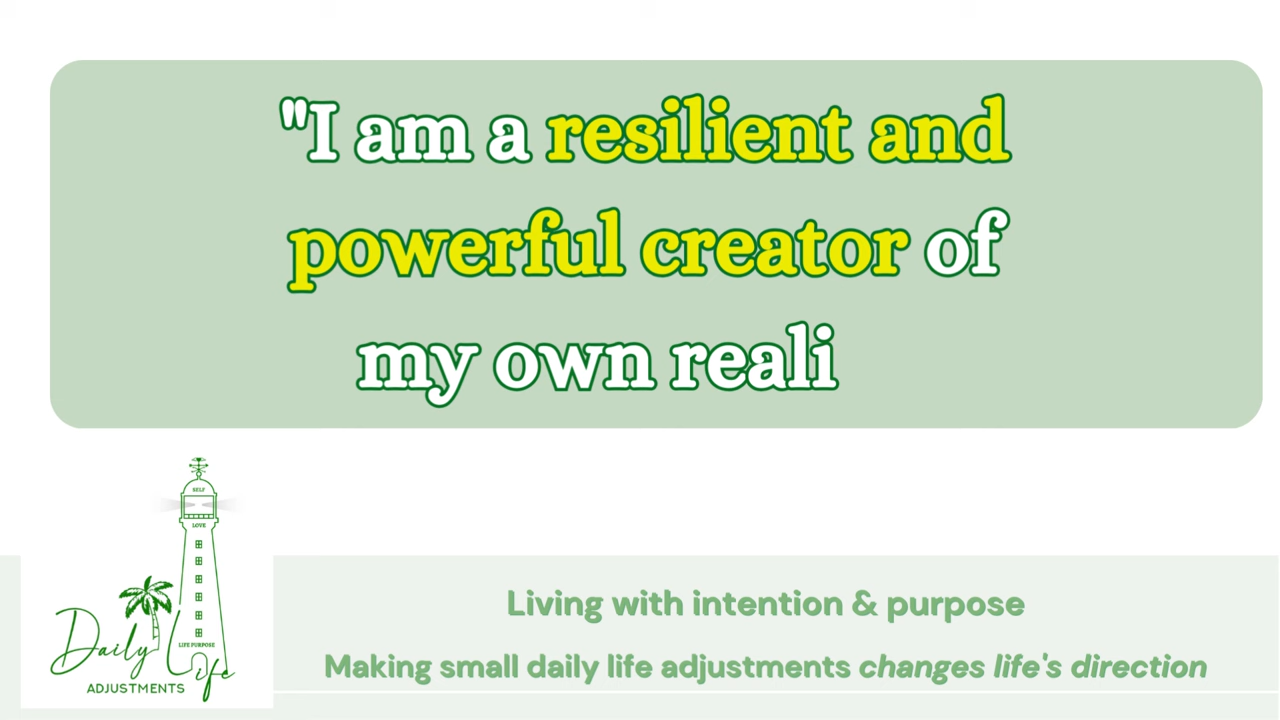 "I am a resilient and
powerful creator of
my own reali
SELF
LOVE
LIFE PURPOSE
Daily Life
ADJUSTMENTS
Living with intention & purpose
Making small daily life adjustments changes life's direction